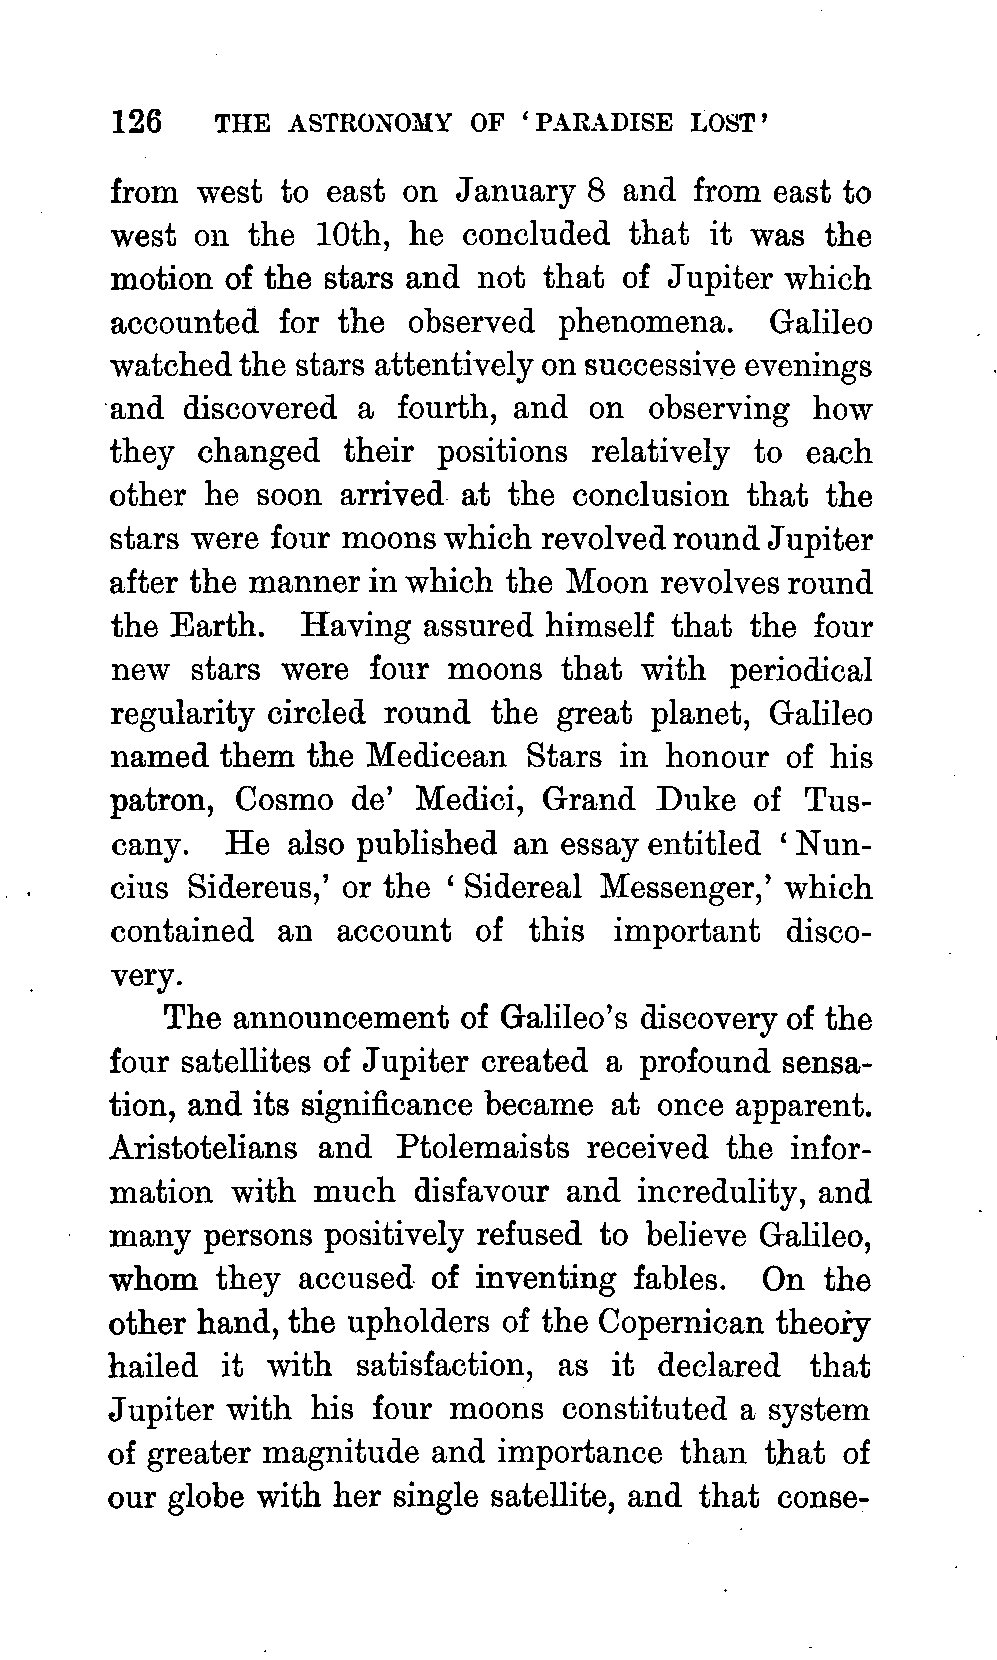 126 THE ASTRONOMY OF ‘PARADISE LOST’
from west to east on January 8 and from east to
west on the 10th, he concluded that it was the
motion of the stars and not that of Jupiter which
accounted for the observed phenomena. Galileo
watched the stars attentively on successive evenings
and discovered a fourth, and on observing how
they changed their positions relatively to each
other he soon arrived at the conclusion that the
stars were four moons which revolved round Jupiter
after the manner in which the Moon revolves round
the Earth. Having assured himself that the four
new stars were four moons that with periodical
regularity circled round the great planet, Galileo
named them the Medicean Stars in honour of his
patron, Cosmo de’ Medici, Grand Duke of Tus-
cany. He also published an essay entitled ‘Nun-
cius Sidereus,’ or the ‘Sidereal Messenger,’ which
contained an account of this important disco-
very.
The announcement of Galileo’s discovery of the
four satellites of Jupiter created a profound sensa-
tion, and its significance became at once apparent.
Aristotelians and Ptolemaists received the infor-
mation with much disfavour and incredulity, and
many persons positively refused to believe Galileo,
whom they accused of inventing fables. On the
other hand, the upholders of the Copernican theory
hailed it with satisfaction, as it declared that
Jupiter with his four moons constituted a system
of greater magnitude and importance than that of
our globe with her single satellite, and that conse-